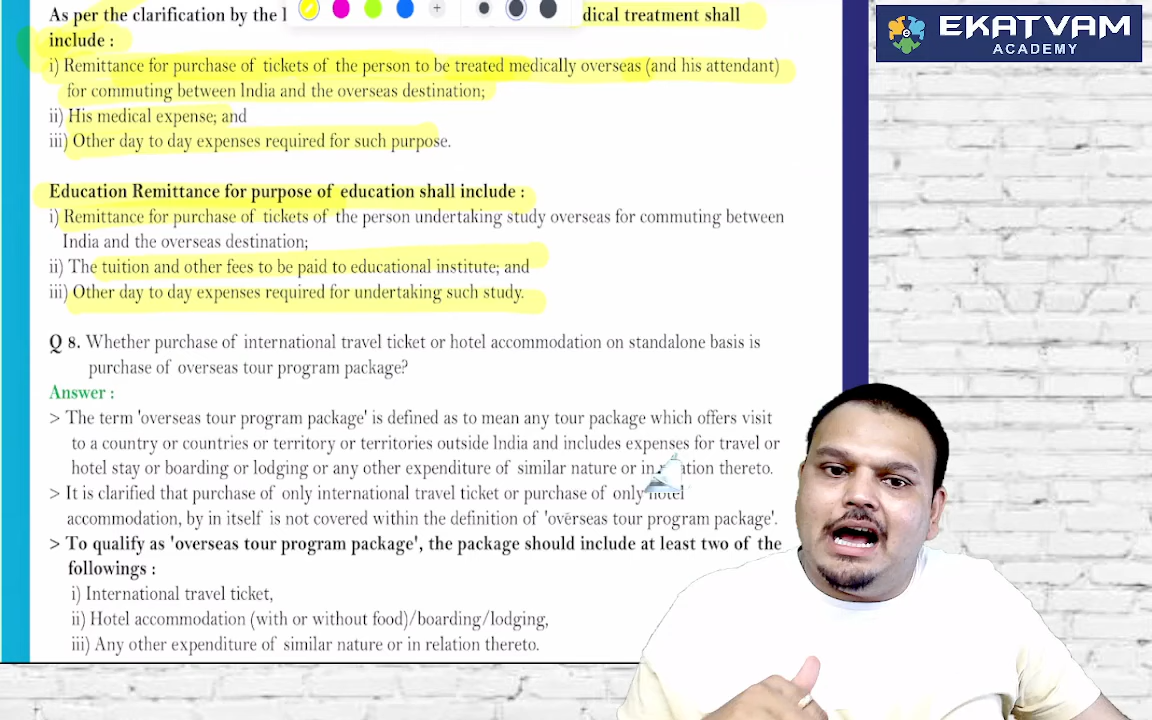 As per the clarification by the dical treatment shall
include :
i) Remittance for purchase of tickets of the person to be treated medically overseas (and his attendant)
for commuting between India and the overseas destination;
ii) His medical expense; and
iii) Other day to day expenses required for such purpose.
Education Remittance for purpose of education shall include :
i) Remittance for purchase of tickets of the person undertaking study overseas for commuting between
India and the overseas destination;
ii) The tuition and other fees to be paid to educational institute; and
iii) Other day to day expenses required for undertaking such study.
Q 8. Whether purchase of international travel ticket or hotel accommodation on standalone basis is
purchase of overseas tour program package?
Answer :
> The term 'overseas tour program package' is defined as to mean any tour package which offers visit
to a country or countries or territory or territories outside India and includes expenses for travel or
hotel stay or boarding or lodging or any other expenditure of similar nature or in thereto.
> It is clarified that purchase of only international travel ticket or purchase of only hotel
accommodation, by in itself is not covered within the definition of 'overseas tour program package'.
> To qualify as 'overseas tour program package', the package should include at least two of the
followings :
i) International travel ticket,
ii) Hotel accommodation (with or without food)/boarding/lodging,
iii) Any other expenditure of similar nature or in relation thereto.
EKATVAM
ACADEMY